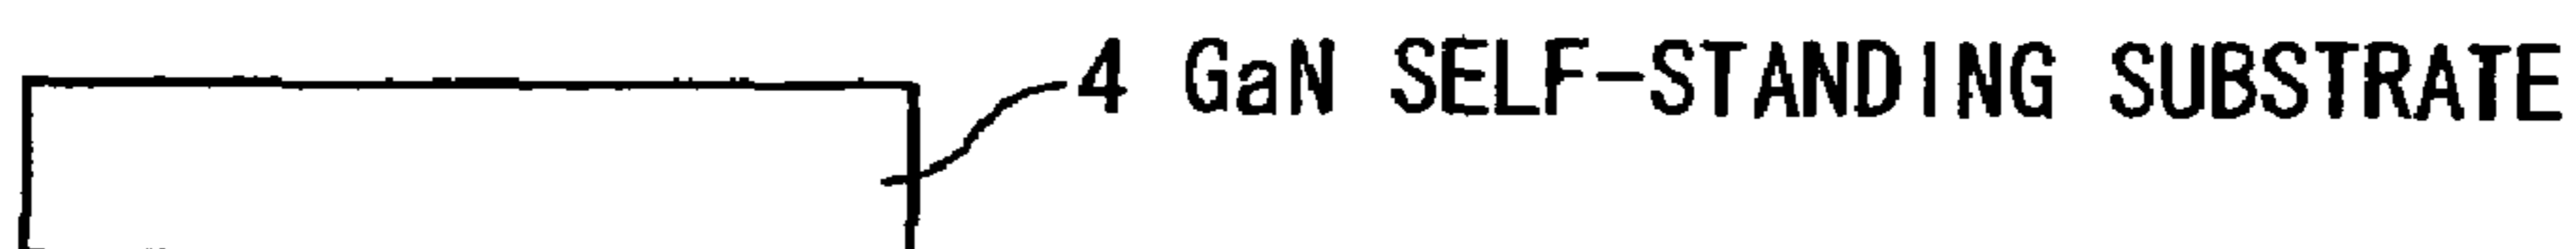 4 GaN SELF-STANDING SUBSTRATE